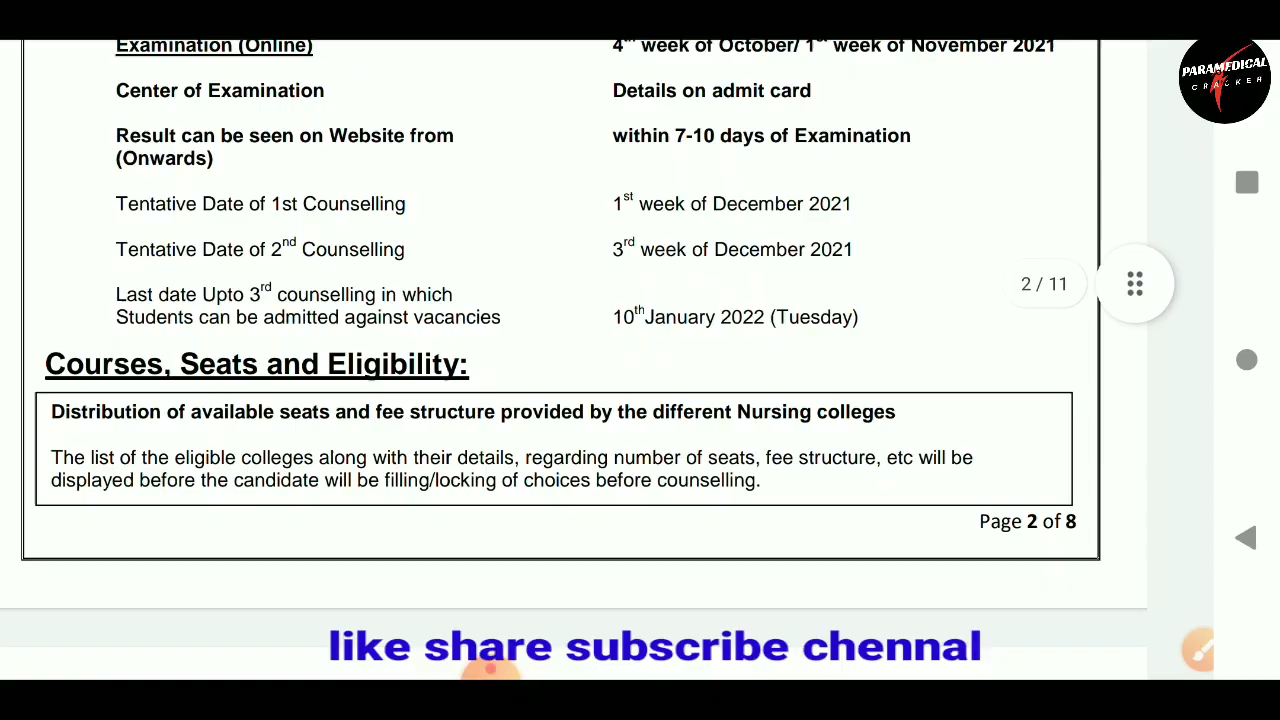 Examination (Online) 4th week of October/ 1st week of November 2021
Center of Examination Details on admit card
Result can be seen on Website from within 7-10 days of Examination
(Onwards)
Tentative Date of 1st Counselling 1st week of December 2021
Tentative Date of 2nd Counselling 3rd week of December 2021
Last date Upto 3rd counselling in which
Students can be admitted against vacancies 10thJanuary 2022 (Tuesday)
Courses, Seats and Eligibility:
Distribution of available seats and fee structure provided by the different Nursing colleges
The list of the eligible colleges along with their details, regarding number of seats, fee structure, etc will be
displayed before the candidate will be filling/locking of choices before counselling.
Page 2 of 8
2 / 11
PARAMEDICAL
CRACKER
like share subscribe chennal